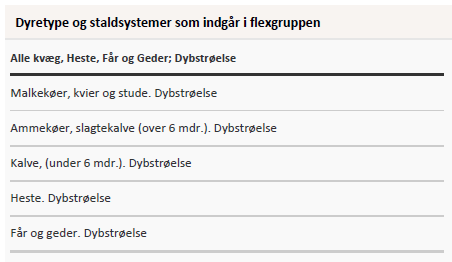 Dyretype og staldsystemer som indgår i flexgruppen
Alle kvæg, Heste, Får og Geder; Dybstrøelse
Malkekøer, kvier og stude. Dybstrøelse
Ammekøer, slagtekalve (over 6 mdr.). Dybstrøelse
Kalve, (under 6 mdr.). Dybstrøelse
Heste. Dybstrøelse
Får og geder. Dybstrøelse